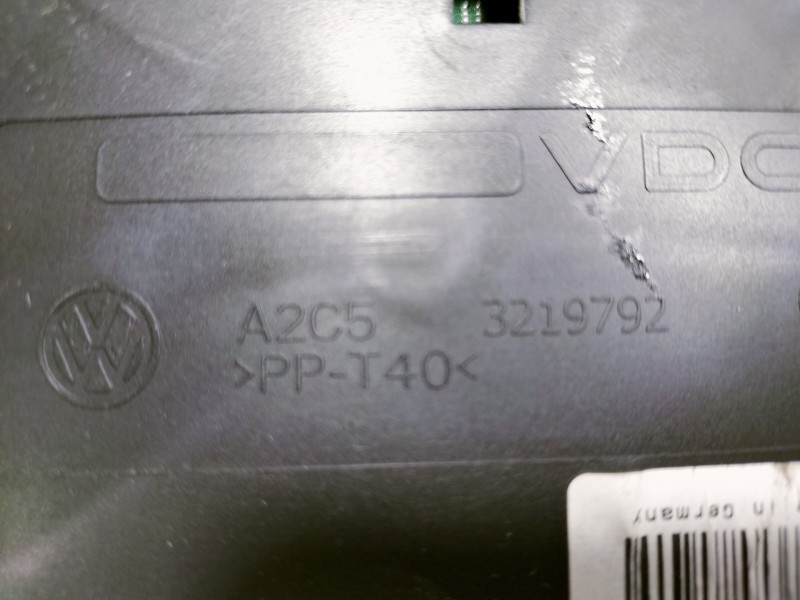 VDO
A2C5 3219792
>PP-T40<
in Germany